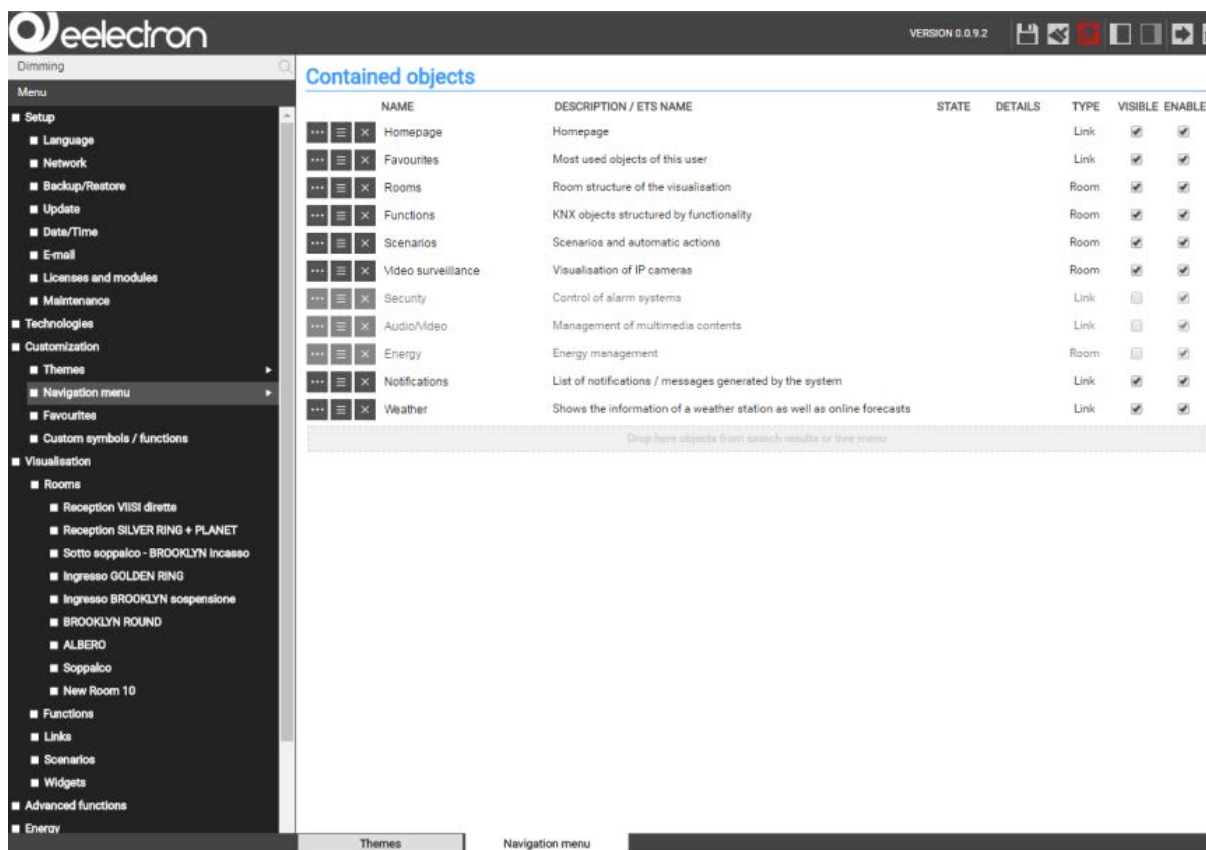 eelectron
VERSION 0.0.9.2
Dimming
Menu
Setup
Language
Network
Backup/Restore
Update
Date/Time
E-mail
Licenses and modules
Maintenance
Technologies
Customization
Themes
Navigation menu
Favourites
Custom symbols / functions
Visualisation
Rooms
Reception VIISI dirette
Reception SILVER RING + PLANET
Sotto soppalco - BROOKLYN incasso
Ingresso GOLDEN RING
Ingresso BROOKLYN sospensione
BROOKLYN ROUND
ALBERO
Soppalco
New Room 10
Functions
Links
Scenarios
Widgets
Advanced functions
Energy
Contained objects
NAME DESCRIPTION / ETS NAME STATE DETAILS TYPE VISIBLE ENABLE
Homepage Homepage Link
Favourites Most used objects of this user Link
Rooms Room structure of the visualisation Room
Functions KNX objects structured by functionality Room
Scenarios Scenarios and automatic actions Room
Video surveillance Visualisation of IP cameras Room
Security Control of alarm systems Link
Audio/Video Management of multimedia contents Link
Energy Energy management Room
Notifications List of notifications / messages generated by the system Link
Weather Shows the information of a weather station as well as online forecasts Link
Drop here objects from search results or tree menu
Themes Navigation menu